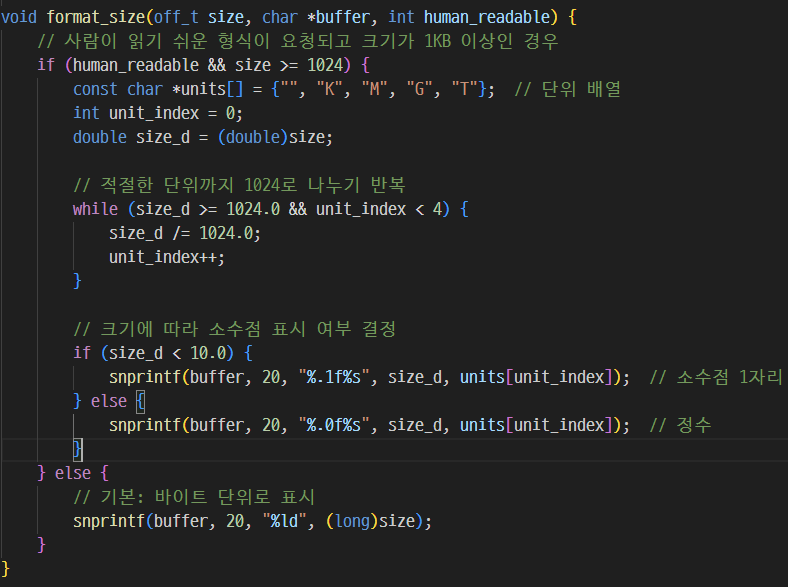 void format_size(off_t size, char *buffer, int human_readable) {
    // 사람이 읽기 쉬운 형식이 요청되고 크기가 1KB 이상인 경우
    if (human_readable && size >= 1024) {
        const char *units[] = {"", "K", "M", "G", "T"};  // 단위 배열
        int unit_index = 0;
        double size_d = (double)size;

        // 적절한 단위까지 1024로 나누기 반복
        while (size_d >= 1024.0 && unit_index < 4) {
            size_d /= 1024.0;
            unit_index++;
        }

        // 크기에 따라 소수점 표시 여부 결정
        if (size_d < 10.0) {
            snprintf(buffer, 20, "%.1f%s", size_d, units[unit_index]);  // 소수점 1자리
        } else {
            snprintf(buffer, 20, "%.0f%s", size_d, units[unit_index]);  // 정수
        }
    } else {
        // 기본: 바이트 단위로 표시
        snprintf(buffer, 20, "%ld", (long)size);
    }
}